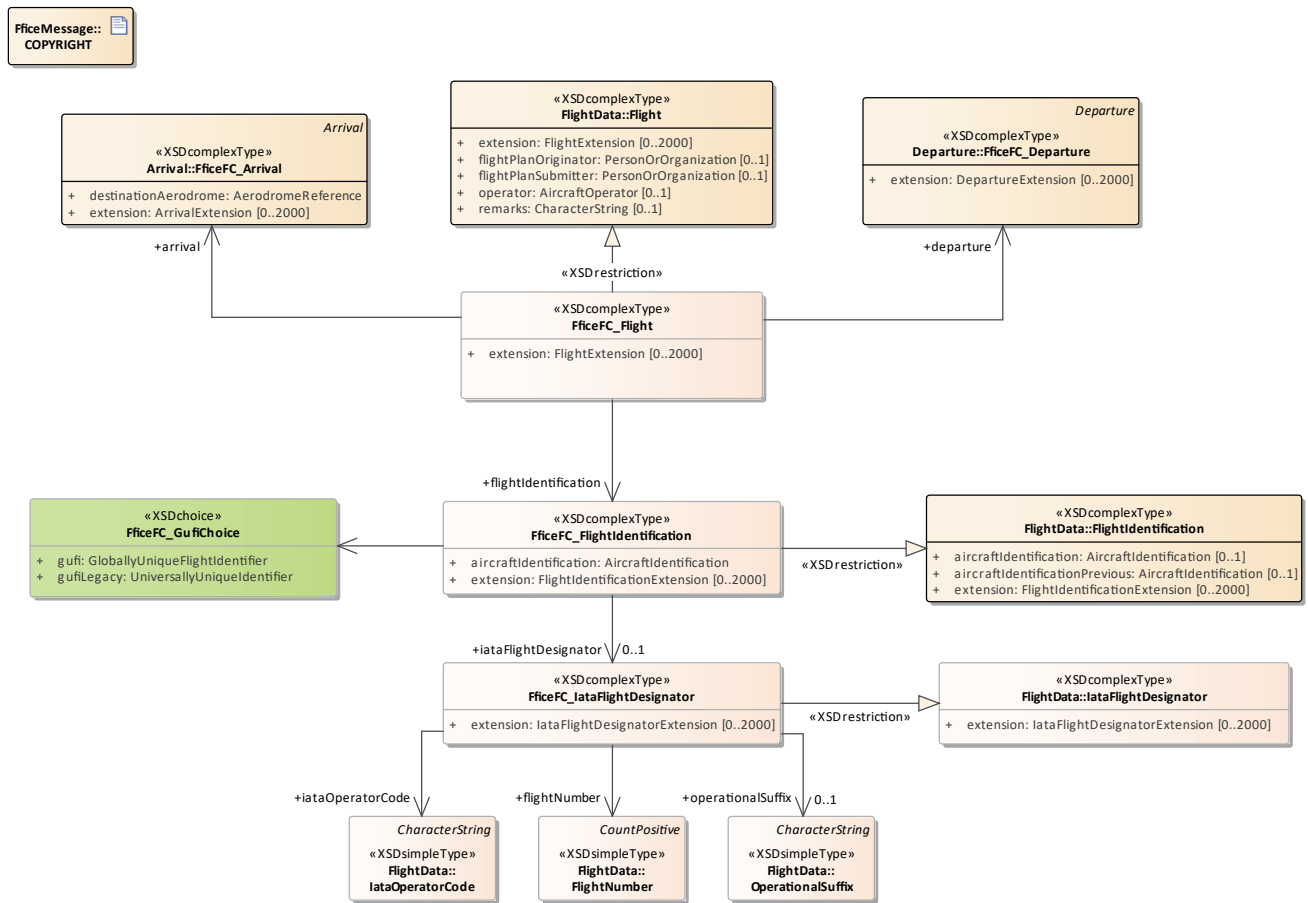 FficeMessage::
COPYRIGHT
Arrival
«XSDcomplexType»
Arrival::FficeFC_Arrival
+ destinationAerodrome: AerodromeReference
+ extension: ArrivalExtension [0..2000]
«XSDcomplexType»
FlightData::Flight
+ extension: FlightExtension [0..2000]
+ flightPlanOriginator: PersonOrOrganization [0..1]
+ flightPlanSubmitter: PersonOrOrganization [0..1]
+ operator: AircraftOperator [0..1]
+ remarks: CharacterString [0..1]
Departure
«XSDcomplexType»
Departure::FficeFC_Departure
+ extension: DepartureExtension [0..2000]
+arrival
+departure
«XSDrestriction»
«XSDcomplexType»
FficeFC_Flight
+ extension: FlightExtension [0..2000]
+flightIdentification
«XSDchoice»
FficeFC_GufiChoice
+ gufi: GloballyUniqueFlightIdentifier
+ gufiLegacy: UniversallyUniqueIdentifier
«XSDcomplexType»
FficeFC_FlightIdentification
+ aircraftIdentification: AircraftIdentification
+ extension: FlightIdentificationExtension [0..2000]
«XSDrestriction»
«XSDcomplexType»
FlightData::FlightIdentification
+ aircraftIdentification: AircraftIdentification [0..1]
+ aircraftIdentificationPrevious: AircraftIdentification [0..1]
+ extension: FlightIdentificationExtension [0..2000]
+iataFlightDesignator 0..1
«XSDcomplexType»
FficeFC_IataFlightDesignator
+ extension: IataFlightDesignatorExtension [0..2000]
«XSDrestriction»
«XSDcomplexType»
FlightData::IataFlightDesignator
+ extension: IataFlightDesignatorExtension [0..2000]
+iataOperatorCode
+flightNumber
+operationalSuffix 0..1
CharacterString
«XSDsimpleType»
FlightData::
IataOperatorCode
CountPositive
«XSDsimpleType»
FlightData::
FlightNumber
CharacterString
«XSDsimpleType»
FlightData::
OperationalSuffix